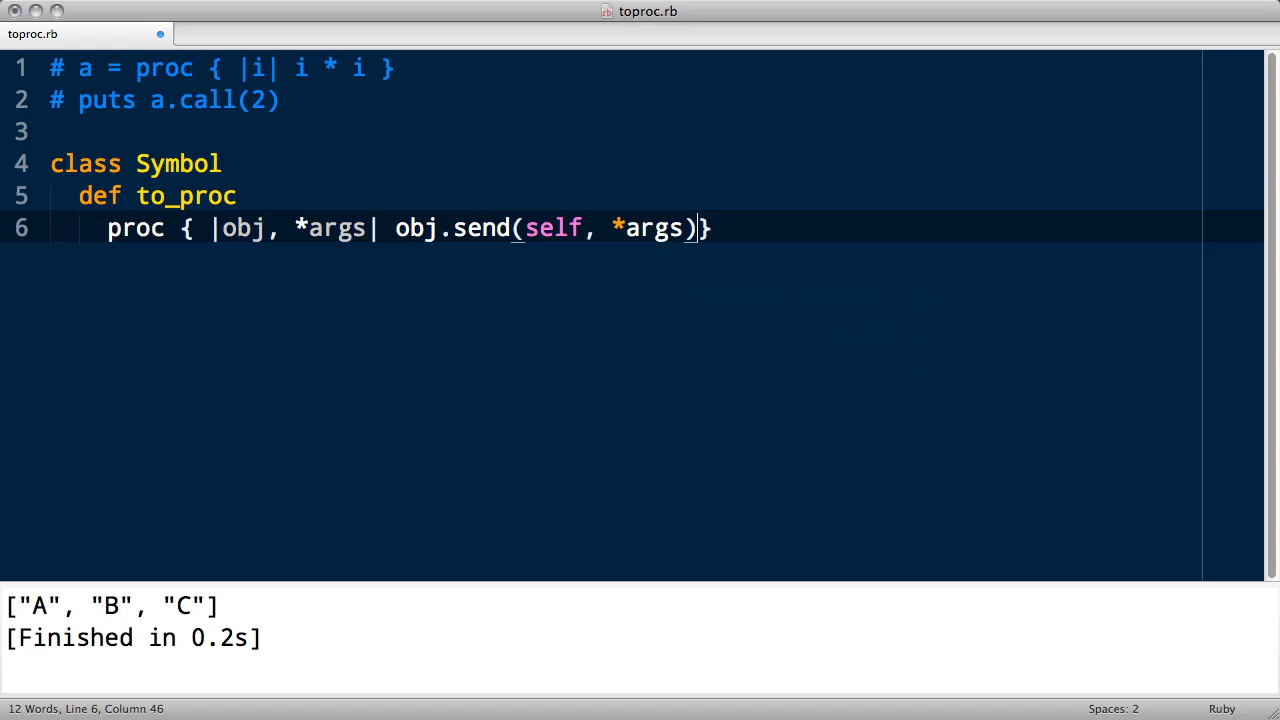 toproc.rb
toproc.rb
1 # a = proc { |i| i * i }
2 # puts a.call(2)
3
4 class Symbol
5   def to_proc
6     proc { |obj, *args| obj.send(self, *args)}
["A", "B", "C"]
[Finished in 0.2s]
12 Words, Line 6, Column 46 Spaces: 2 Ruby